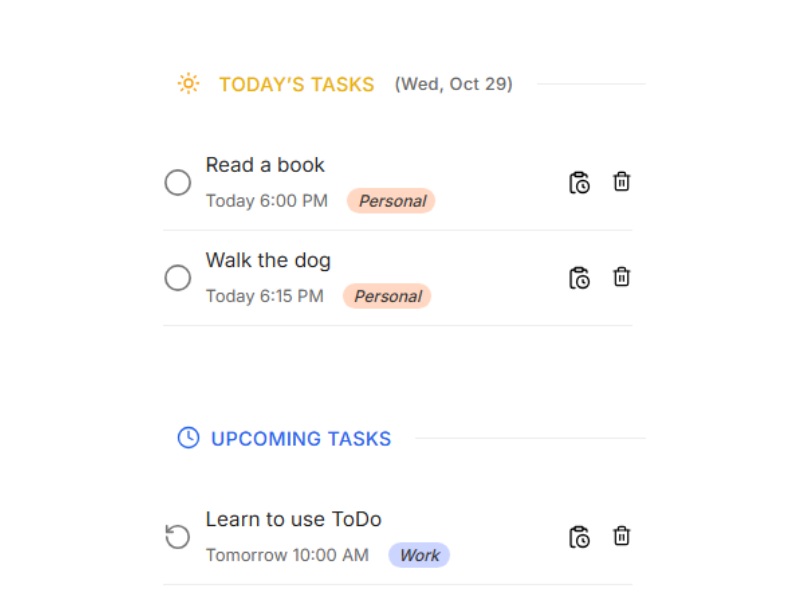 TODAY’S TASKS (Wed, Oct 29)
Read a book
Today 6:00 PM Personal
Walk the dog
Today 6:15 PM Personal
UPCOMING TASKS
Learn to use ToDo
Tomorrow 10:00 AM Work